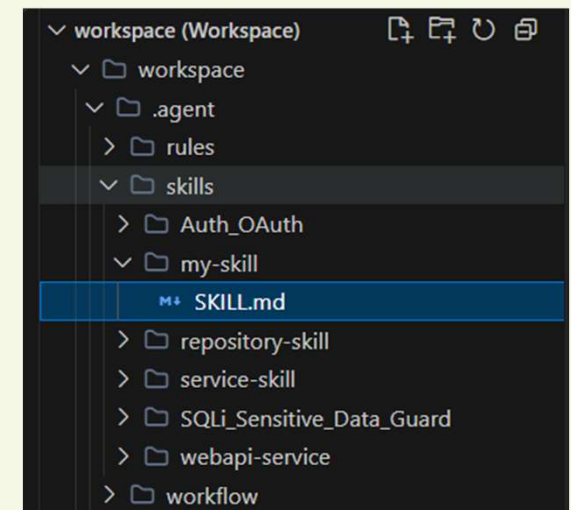 workspace (Workspace)
workspace
.agent
rules
skills
Auth_OAuth
my-skill
M↓ SKILL.md
repository-skill
service-skill
SQLi_Sensitive_Data_Guard
webapi-service
workflow